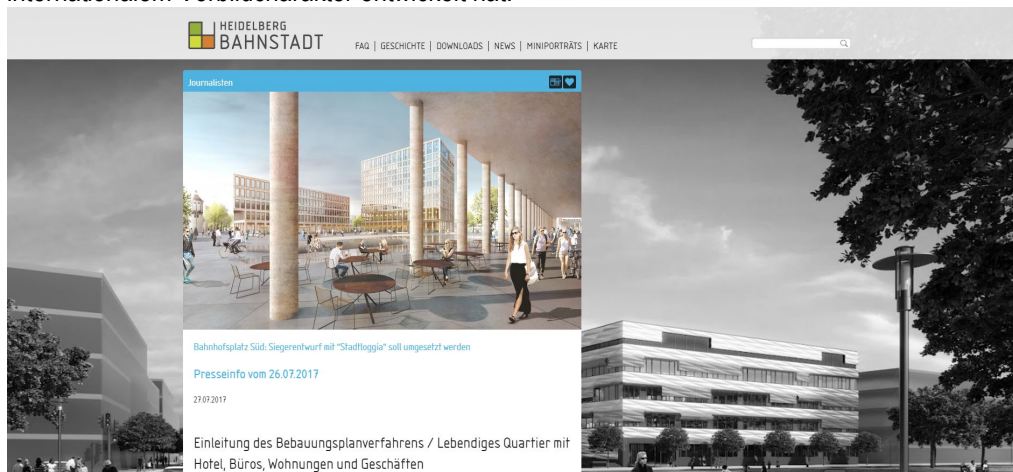 internationalem Vorbildcharakter entwickelt hat.
HEIDELBERG
BAHNSTADT
FAQ | GESCHICHTE | DOWNLOADS | NEWS | MINIPORTRÄTS | KARTE
Journalisten
Bahnhofsplatz Süd: Siegerentwurf mit "Stadtloggia" soll umgesetzt werden
Presseinfo vom 26.07.2017
27.07.2017
Einleitung des Bebauungsplanverfahrens / Lebendiges Quartier mit
Hotel, Büros, Wohnungen und Geschäften